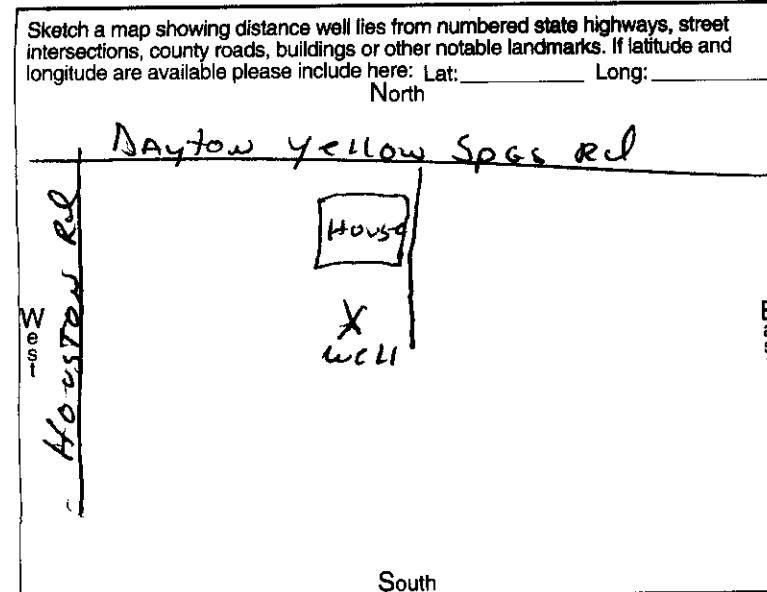 Sketch a map showing distance well lies from numbered state highways, street
intersections, county roads, buildings or other notable landmarks. If latitude and
longitude are available please include here: Lat:__________ Long:__________
North
DAyton Yellow SPGS Rd
Houston Rd
House
West
X
well
South